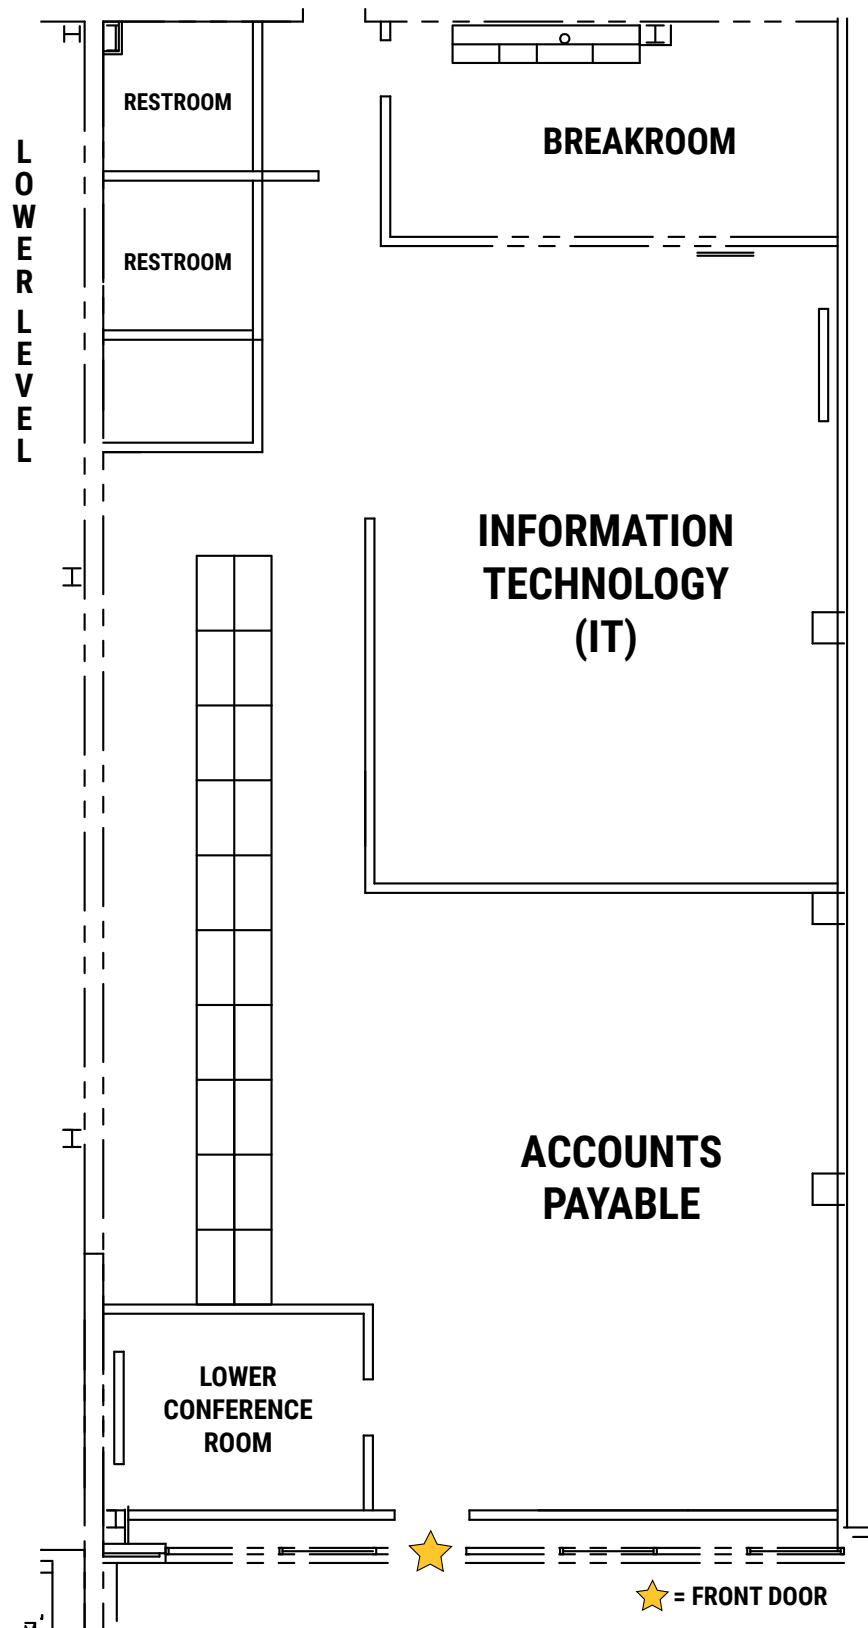 LOWER LEVEL
RESTROOM
BREAKROOM
RESTROOM
INFORMATION
TECHNOLOGY
(IT)
ACCOUNTS
PAYABLE
LOWER
CONFERENCE
ROOM
= FRONT DOOR